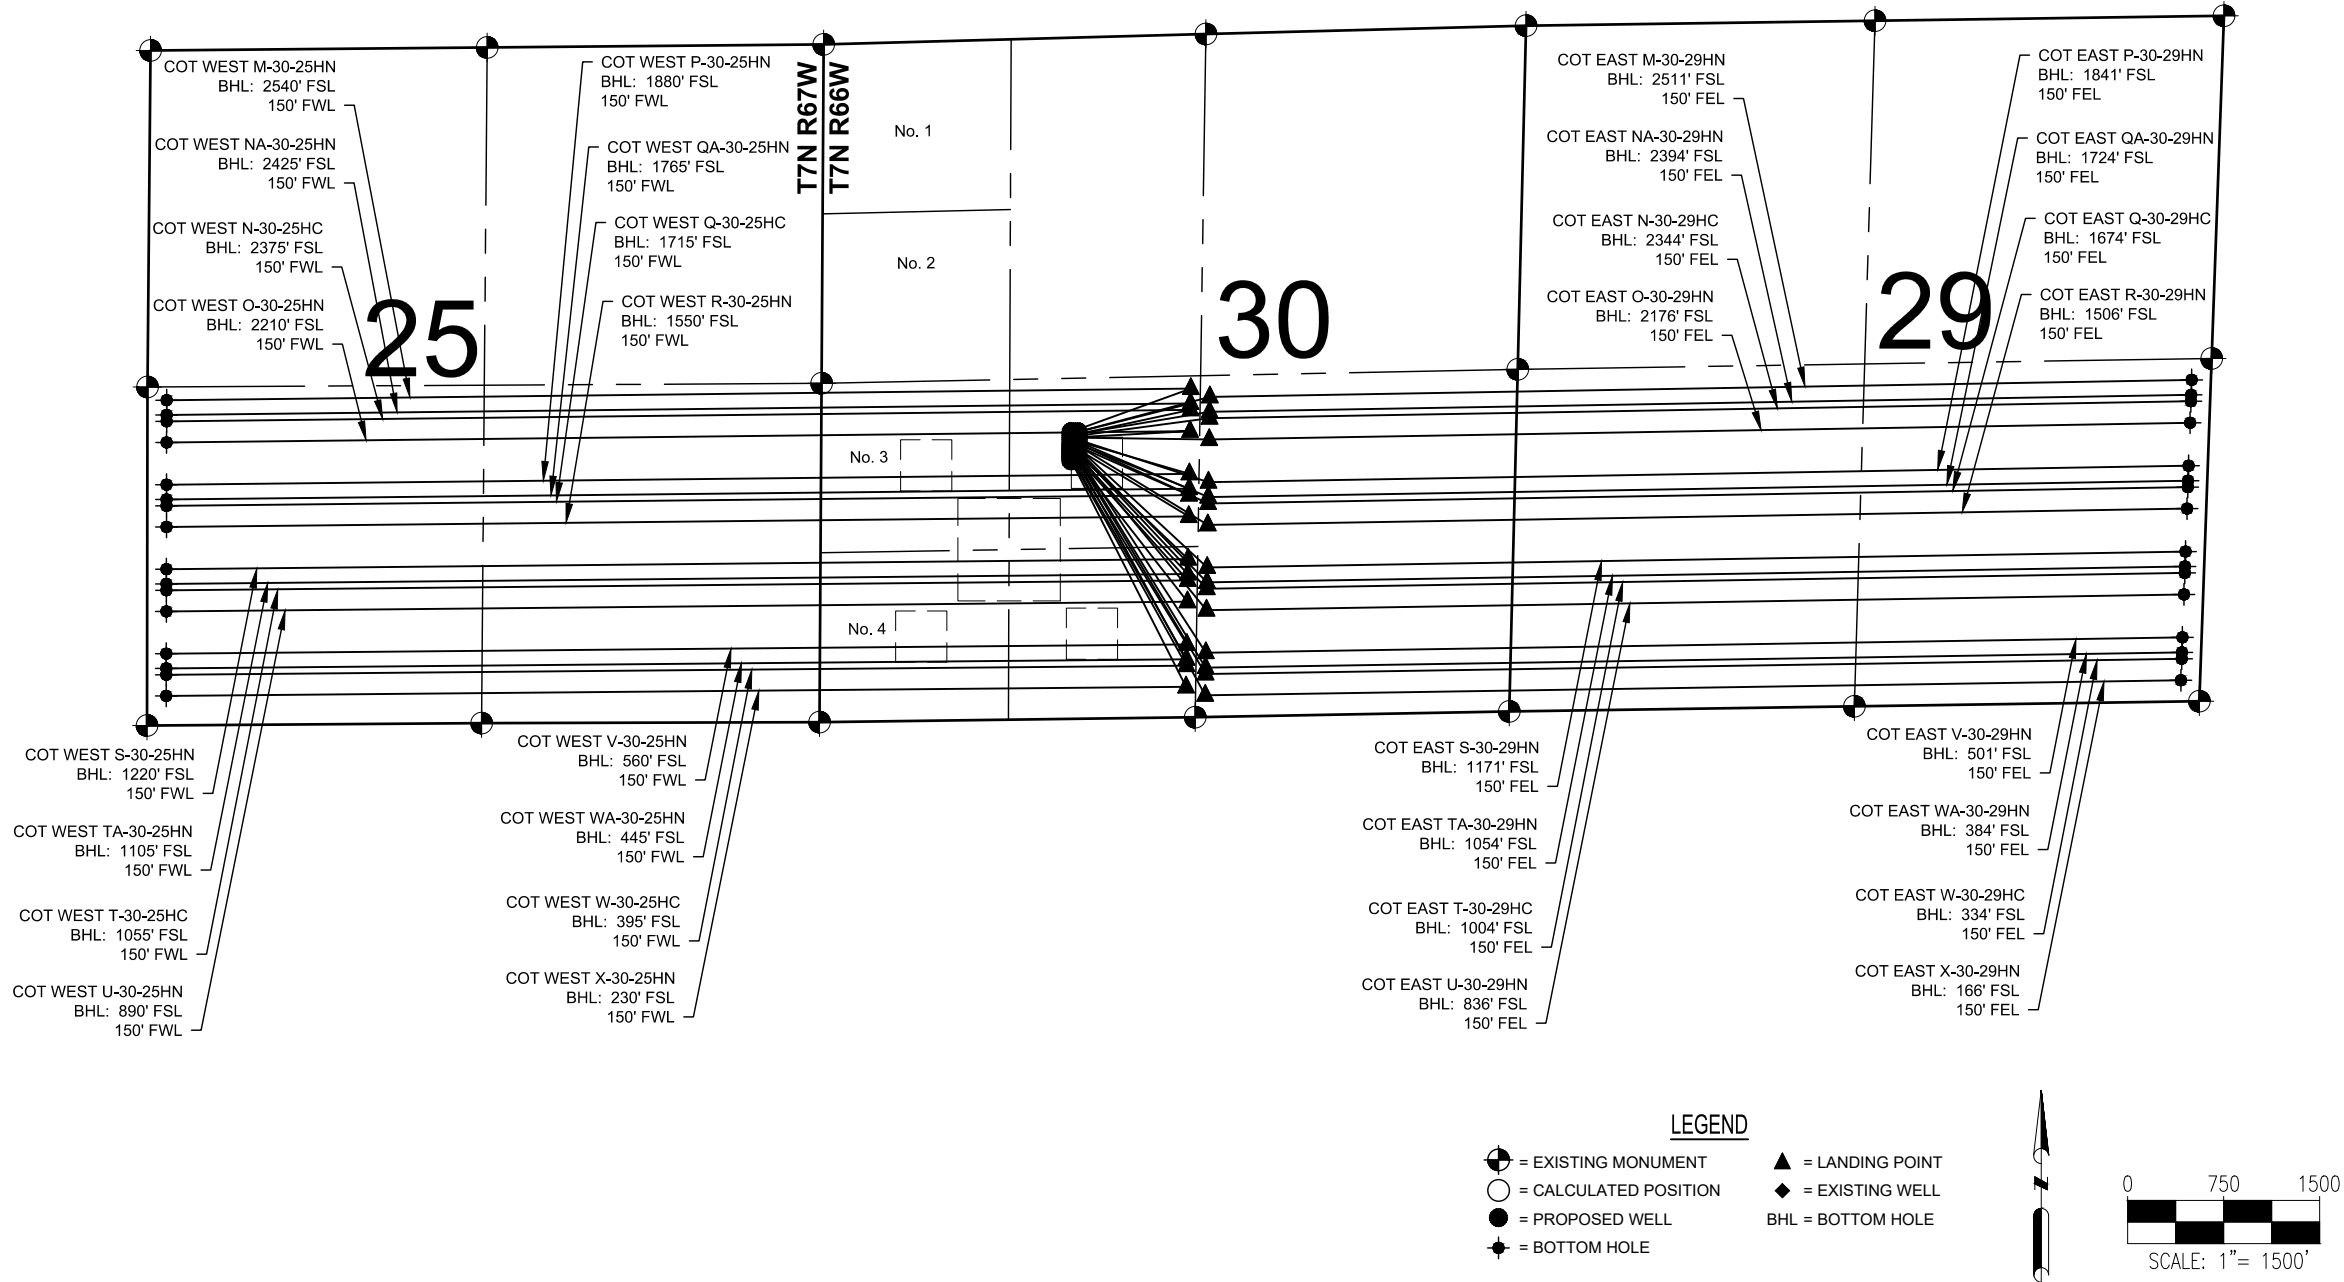 COT WEST M-30-25HN
BHL: 2540' FSL
150' FWL
COT WEST NA-30-25HN
BHL: 2425' FSL
150' FWL
COT WEST N-30-25HC
BHL: 2375' FSL
150' FWL
COT WEST O-30-25HN
BHL: 2210' FSL
150' FWL
COT WEST P-30-25HN
BHL: 1880' FSL
150' FWL
COT WEST QA-30-25HN
BHL: 1765' FSL
150' FWL
COT WEST Q-30-25HC
BHL: 1715' FSL
150' FWL
COT WEST R-30-25HN
BHL: 1550' FSL
150' FWL
T7N R67W
T7N R66W
No. 1
No. 2
No. 3
No. 4
25
30
29
COT EAST M-30-29HN
BHL: 2511' FSL
150' FEL
COT EAST NA-30-29HN
BHL: 2394' FSL
150' FEL
COT EAST N-30-29HC
BHL: 2344' FSL
150' FEL
COT EAST O-30-29HN
BHL: 2176' FSL
150' FEL
COT EAST P-30-29HN
BHL: 1841' FSL
150' FEL
COT EAST QA-30-29HN
BHL: 1724' FSL
150' FEL
COT EAST Q-30-29HC
BHL: 1674' FSL
150' FEL
COT EAST R-30-29HN
BHL: 1506' FSL
150' FEL
COT WEST S-30-25HN
BHL: 1220' FSL
150' FWL
COT WEST TA-30-25HN
BHL: 1105' FSL
150' FWL
COT WEST T-30-25HC
BHL: 1055' FSL
150' FWL
COT WEST U-30-25HN
BHL: 890' FSL
150' FWL
COT WEST V-30-25HN
BHL: 560' FSL
150' FWL
COT WEST WA-30-25HN
BHL: 445' FSL
150' FWL
COT WEST W-30-25HC
BHL: 395' FSL
150' FWL
COT WEST X-30-25HN
BHL: 230' FSL
150' FWL
COT EAST S-30-29HN
BHL: 1171' FSL
150' FEL
COT EAST TA-30-29HN
BHL: 1054' FSL
150' FEL
COT EAST T-30-29HC
BHL: 1004' FSL
150' FEL
COT EAST U-30-29HN
BHL: 836' FSL
150' FEL
COT EAST V-30-29HN
BHL: 501' FSL
150' FEL
COT EAST WA-30-29HN
BHL: 384' FSL
150' FEL
COT EAST W-30-29HC
BHL: 334' FSL
150' FEL
COT EAST X-30-29HN
BHL: 166' FSL
150' FEL
LEGEND
= EXISTING MONUMENT
= CALCULATED POSITION
= PROPOSED WELL
= BOTTOM HOLE
= LANDING POINT
= EXISTING WELL
BHL = BOTTOM HOLE
N
0 750 1500
SCALE: 1"= 1500'